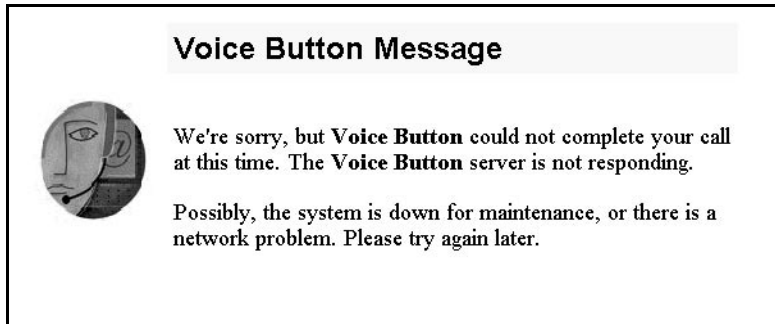 Voice Button Message
@
We're sorry, but Voice Button could not complete your call
at this time. The Voice Button server is not responding.
Possibly, the system is down for maintenance, or there is a
network problem. Please try again later.